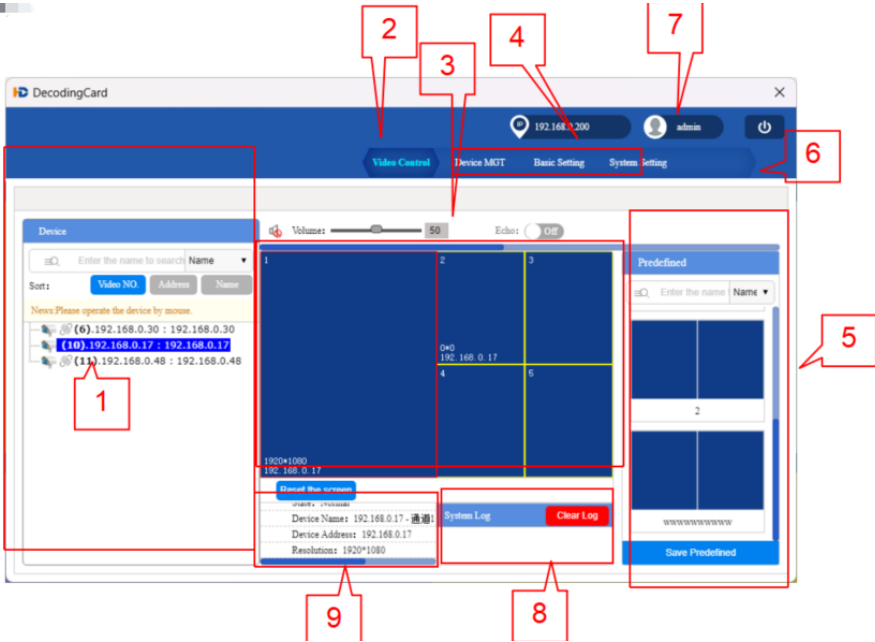 2
4
7
3
DecodingCard
IP 192.168.0.200 admin
6
Video Control Device MGT Basic Setting System Setting
Device
Volume: 50 Echo: Off
Enter the name to search Name
Sort: Video NO. Address Name
News:Please operate the device by mouse.
(6).192.168.0.30 : 192.168.0.30
(10).192.168.0.17 : 192.168.0.17
(11).192.168.0.48 : 192.168.0.48
1
1
2
3
0*0
192.168.0.17
4
5
1920*1080
192.168.0.17
Predefined
Enter the name Name
2
wwwwwwwwww
Save Predefined
5
Reset the screen
Device Name: 192.168.0.17 - 通道1
Device Address: 192.168.0.17
Resolution: 1920*1080
System Log Clear Log
9
8